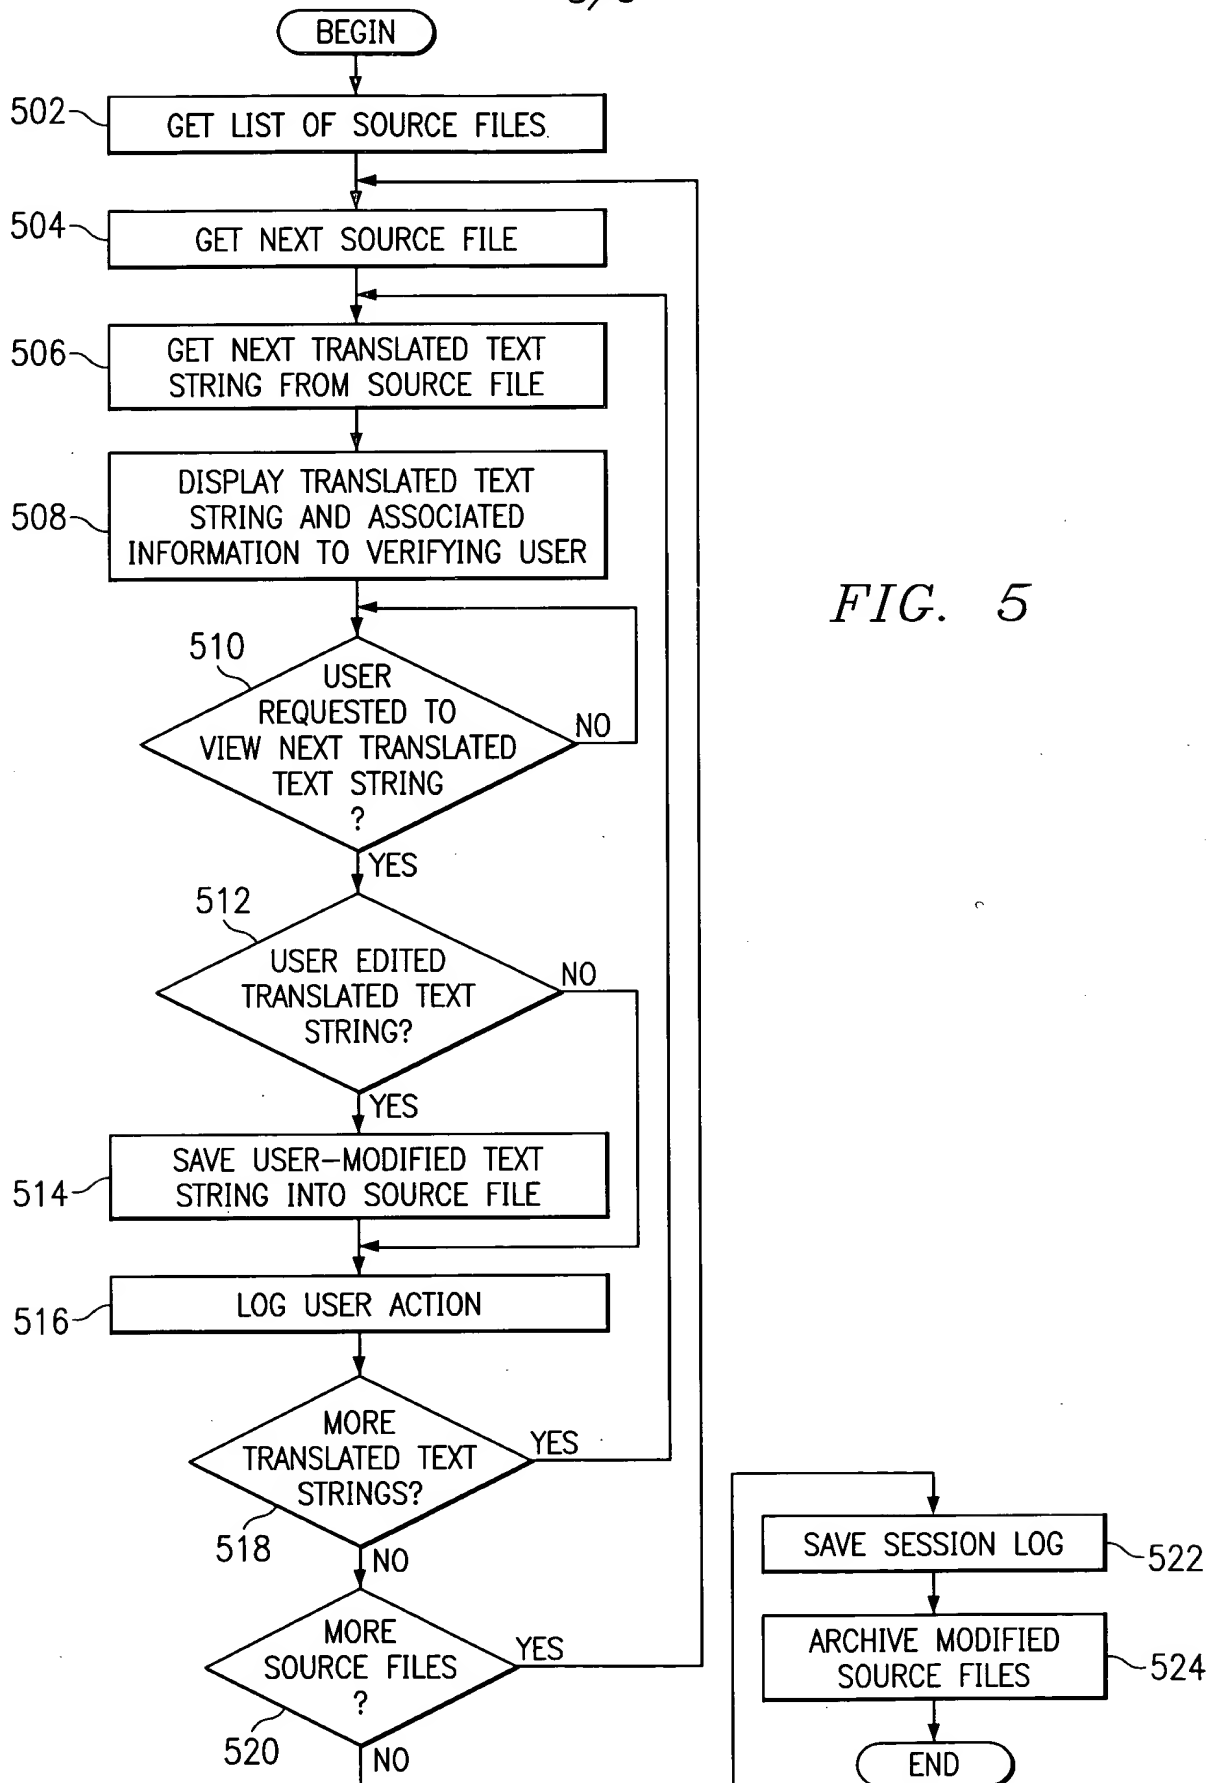 BEGIN
502
GET LIST OF SOURCE FILES
504
GET NEXT SOURCE FILE
506
GET NEXT TRANSLATED TEXT
STRING FROM SOURCE FILE
508
DISPLAY TRANSLATED TEXT
STRING AND ASSOCIATED
INFORMATION TO VERIFYING USER
FIG. 5
510
USER
REQUESTED TO
VIEW NEXT TRANSLATED
TEXT STRING
?
NO
YES
512
USER EDITED
TRANSLATED TEXT
STRING?
NO
YES
514
SAVE USER-MODIFIED TEXT
STRING INTO SOURCE FILE
516
LOG USER ACTION
MORE
TRANSLATED TEXT
STRINGS?
YES
518
NO
MORE
SOURCE FILES
?
YES
520
NO
SAVE SESSION LOG
522
ARCHIVE MODIFIED
SOURCE FILES
524
END